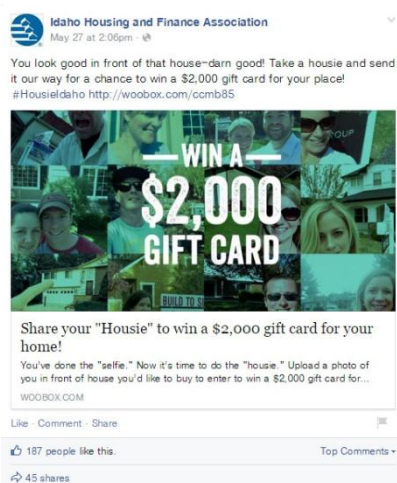 Idaho Housing and Finance Association
May 27 at 2:06pm ·
You look good in front of that house-darn good! Take a housie and send
it our way for a chance to win a $2,000 gift card for your place!
#HousieIdaho http://woobox.com/ccmb85
OUP
WIN A
$2,000
GIFT CARD
BUILD TO S
Share your "Housie" to win a $2,000 gift card for your
home!
You've done the "selfie." Now it's time to do the "housie." Upload a photo of
you in front of house you'd like to buy to enter to win a $2,000 gift card for...
WOOBOX.COM
Like · Comment · Share
187 people like this.
Top Comments
45 shares